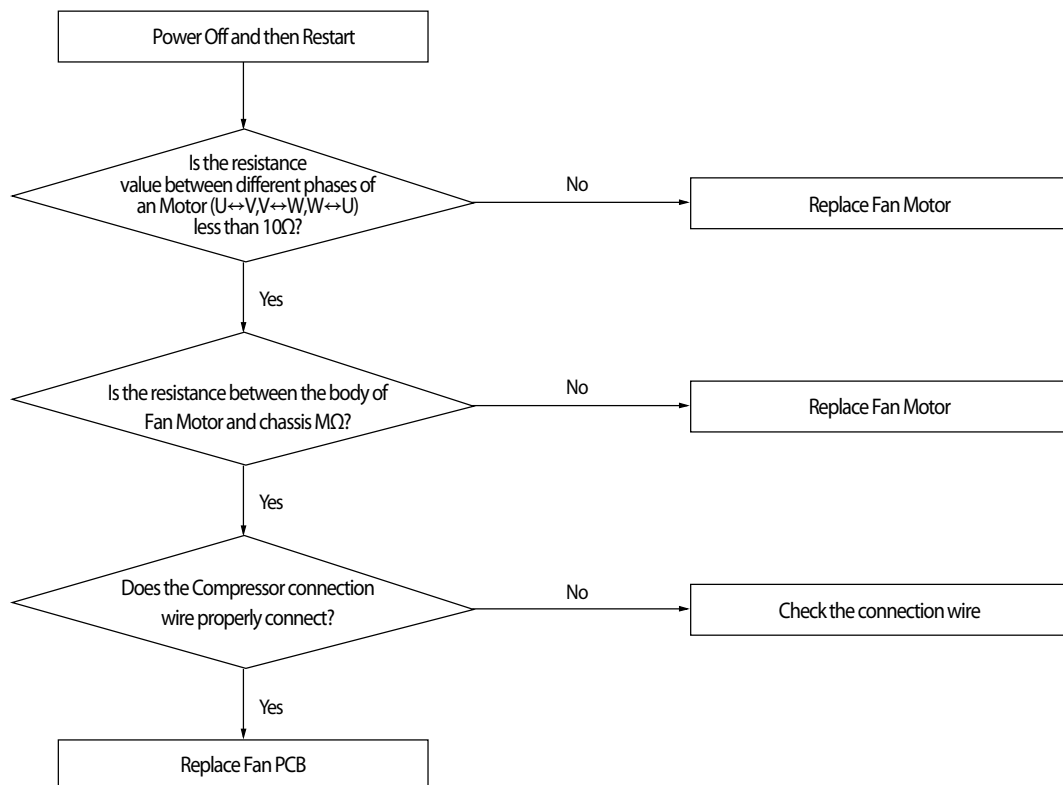 Power Off and then Restart
Is the resistance
value between different phases of
an Motor (U↔V,V↔W,W↔U)
less than 10Ω?
No
Replace Fan Motor
Yes
Is the resistance between the body of
Fan Motor and chassis MΩ?
No
Replace Fan Motor
Yes
Does the Compressor connection
wire properly connect?
No
Check the connection wire
Yes
Replace Fan PCB